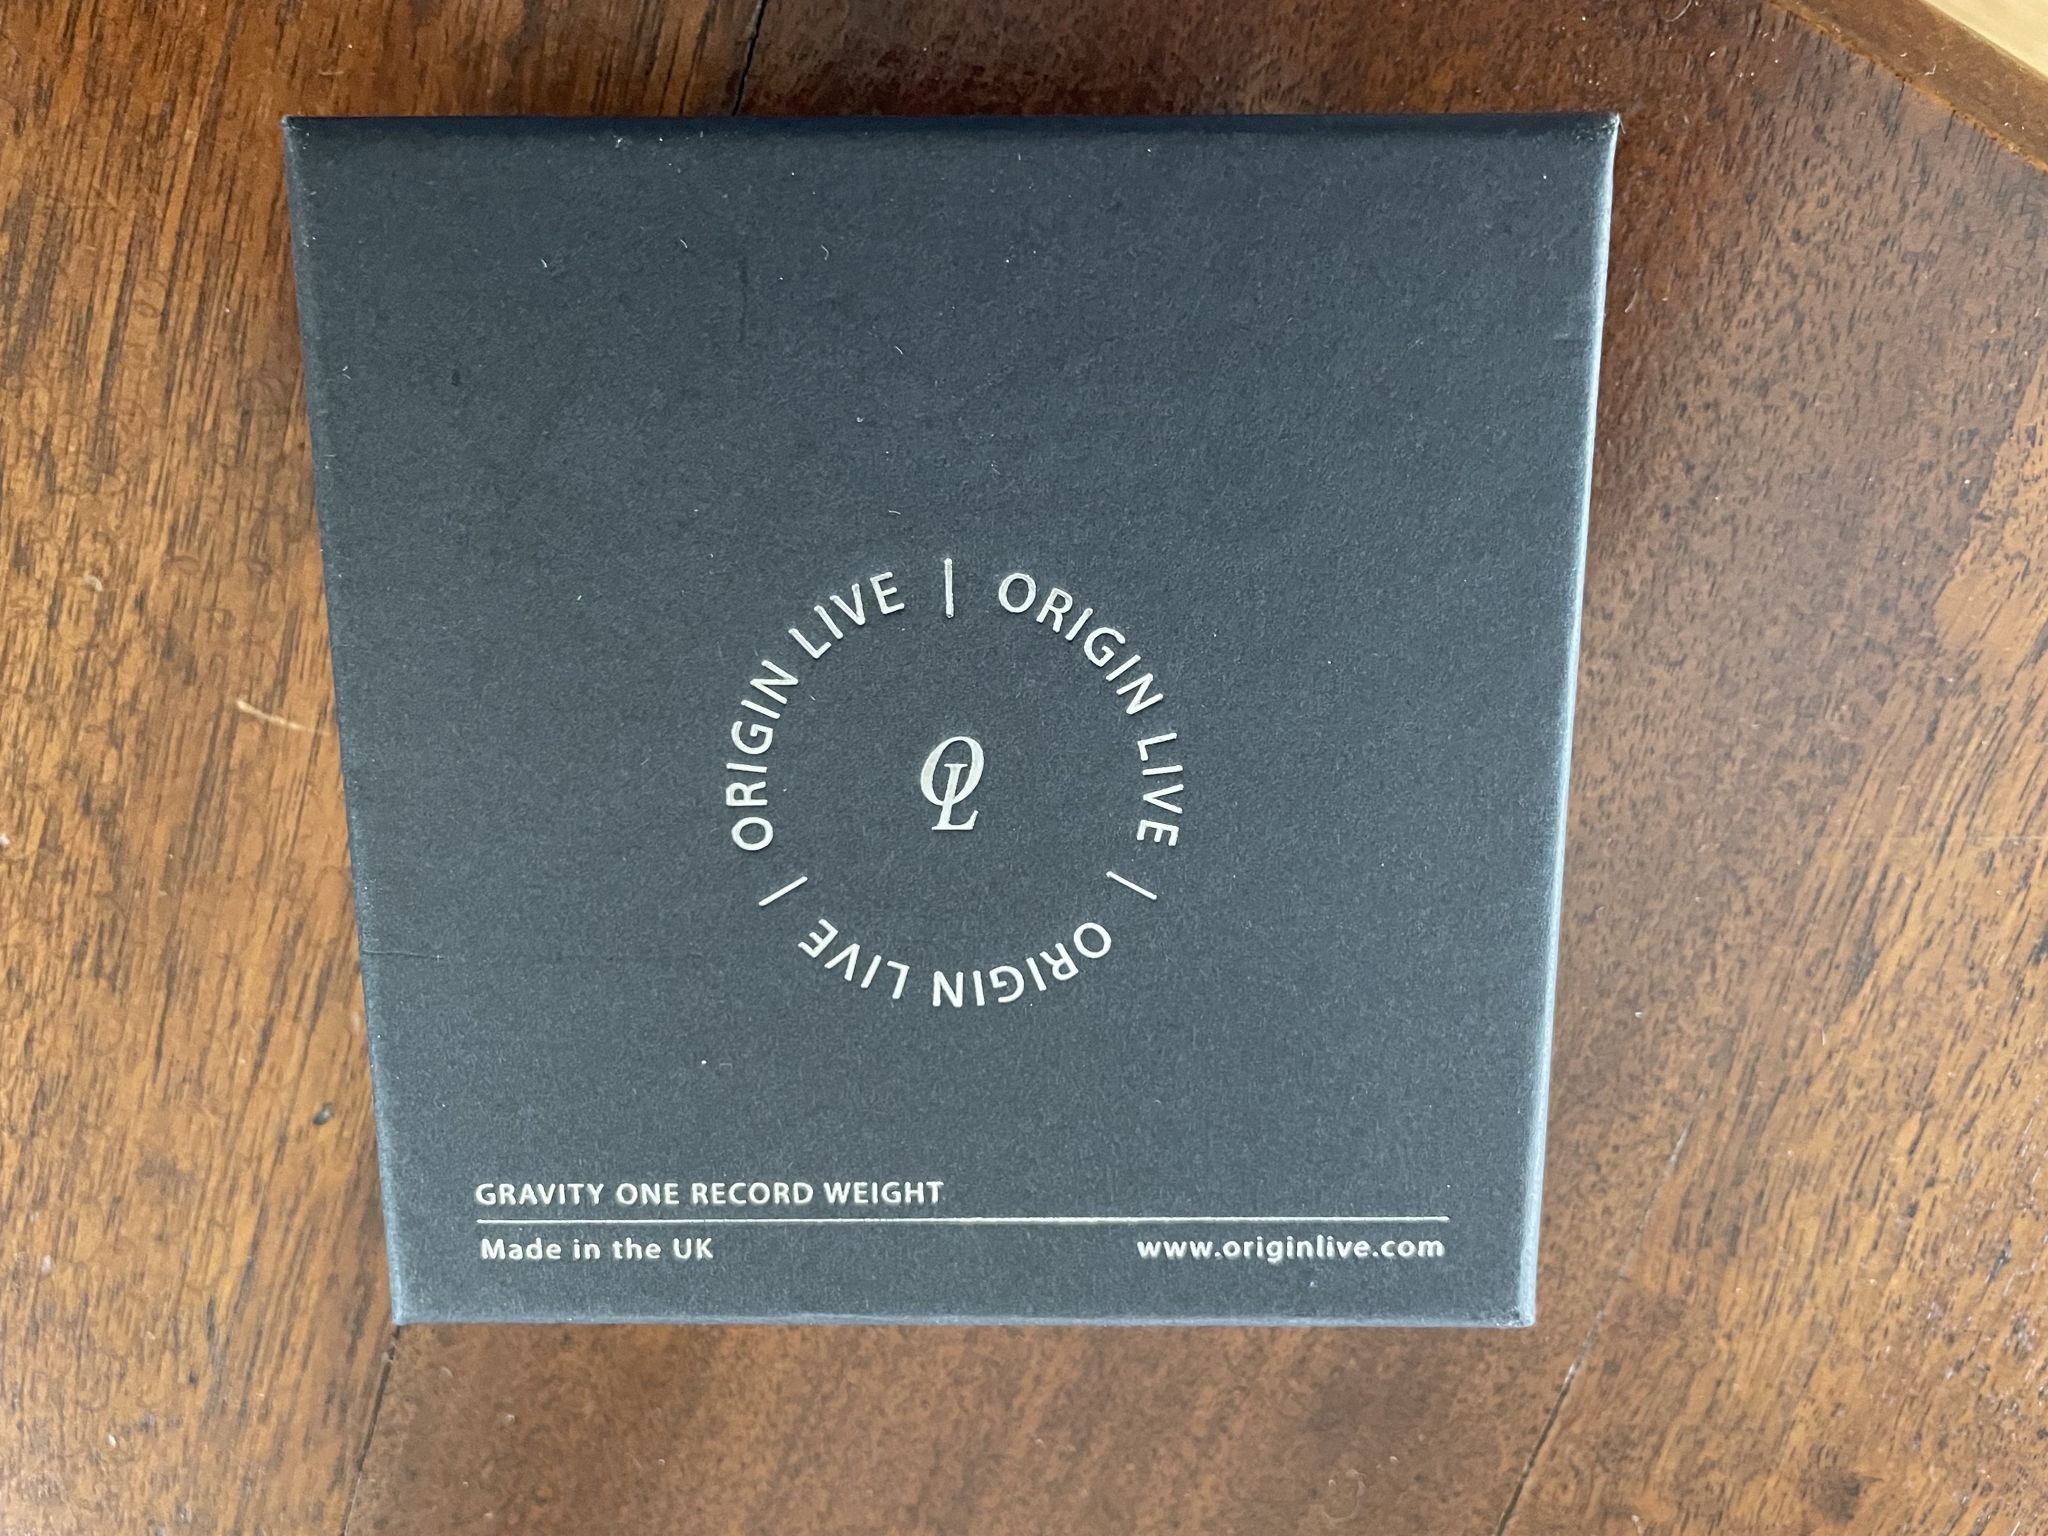 ORIGIN LIVE | ORIGIN LIVE | ORIGIN LIVE |
OL
GRAVITY ONE RECORD WEIGHT
Made in the UK
www.originlive.com